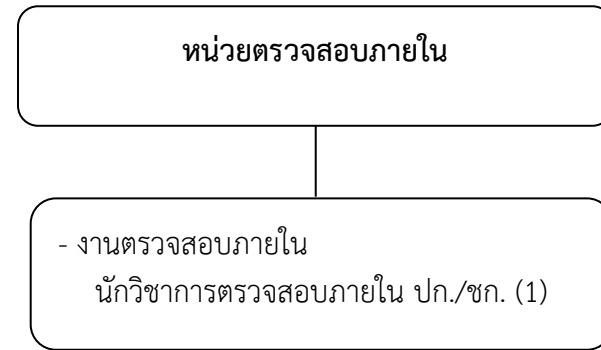 หน่วยตรวจสอบภายใน
- งานตรวจสอบภายใน
นักวิชาการตรวจสอบภายใน ปก./ชก. (1)